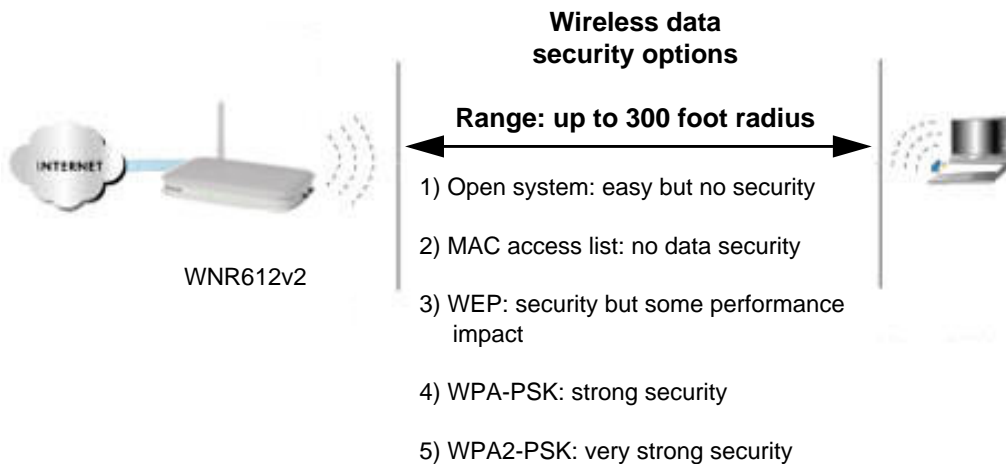 Wireless data
security options
Range: up to 300 foot radius
INTERNET
WNR612v2
1) Open system: easy but no security
2) MAC access list: no data security
3) WEP: security but some performance
impact
4) WPA-PSK: strong security
5) WPA2-PSK: very strong security